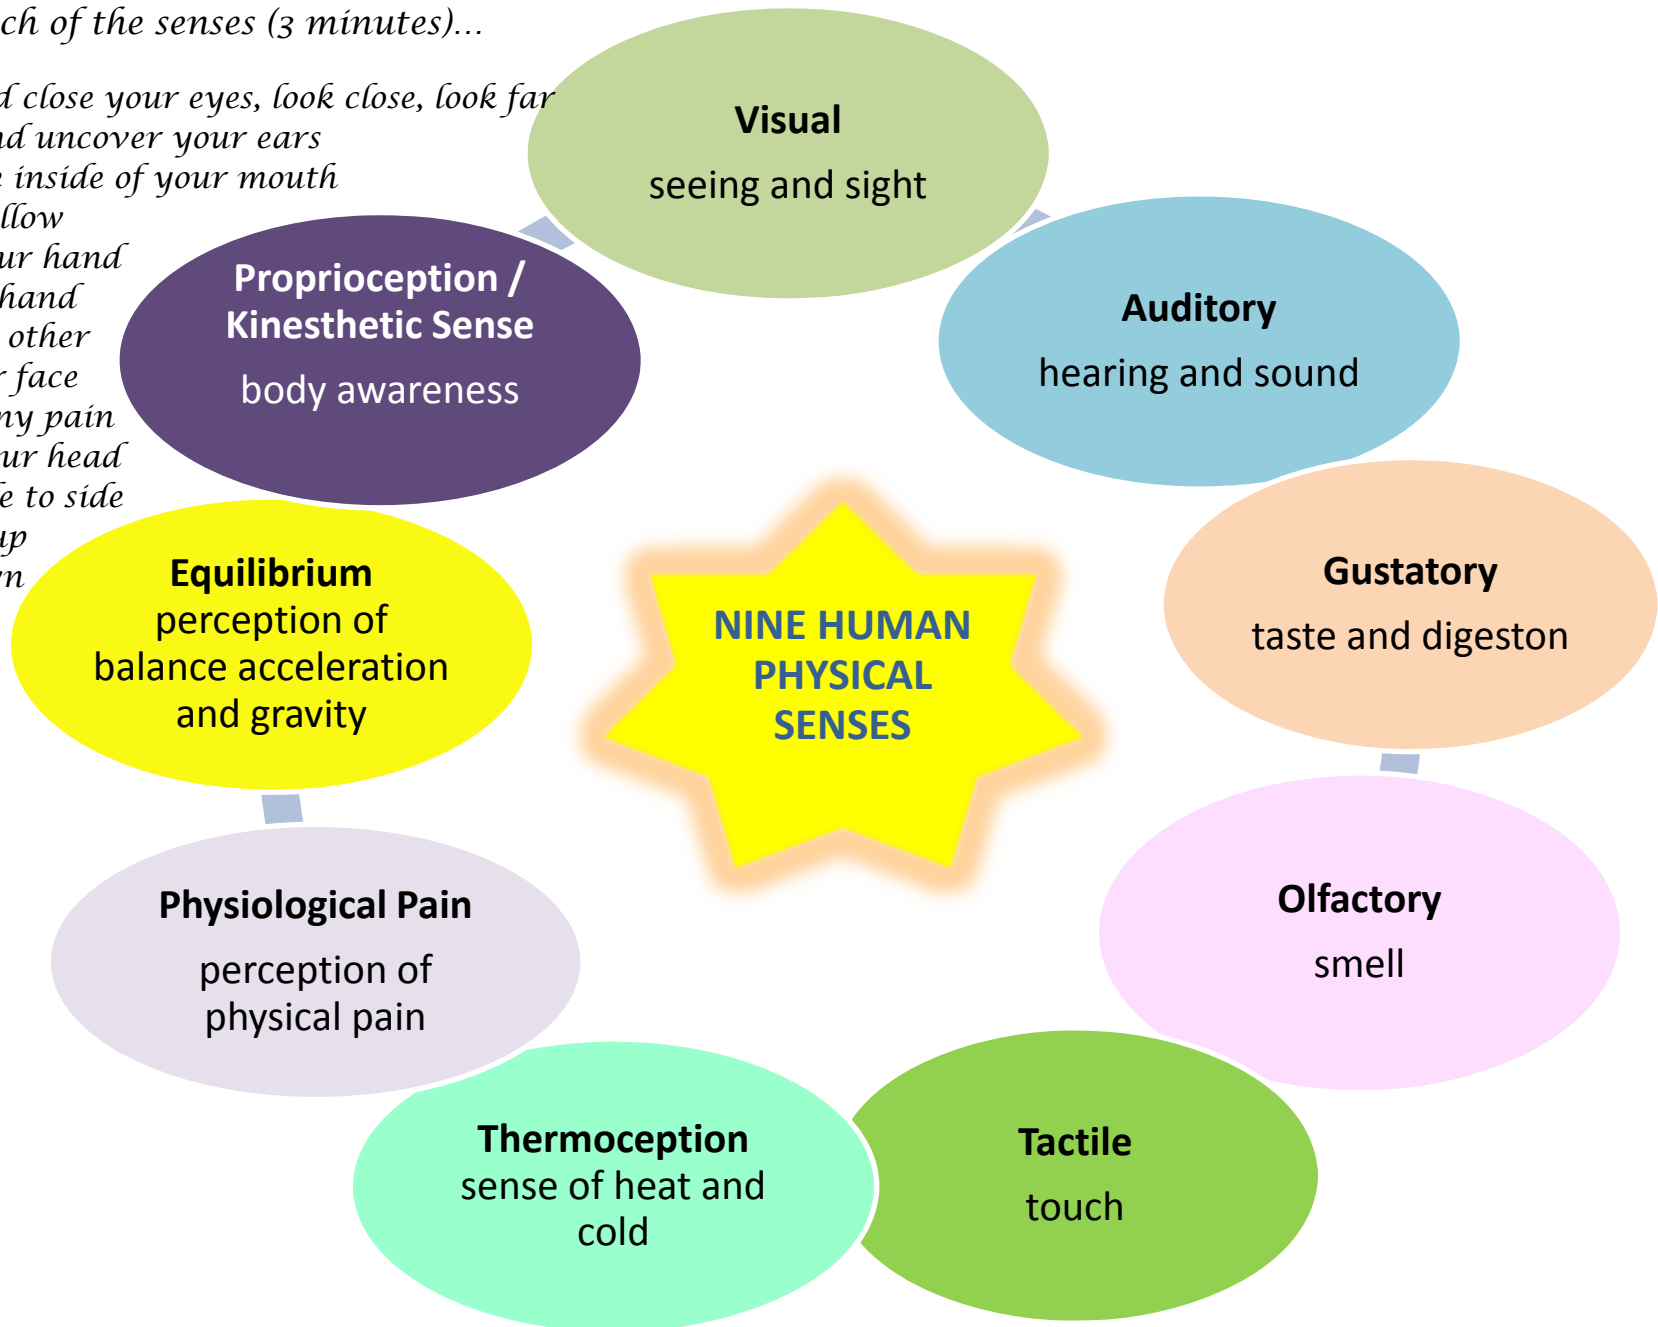 ch of the senses (3 minutes)…
d close your eyes, look close, look far
nd uncover your ears
e inside of your mouth
llow
ur hand
hand
other
r face
ny pain
ur head
le to side
up
vn
Visual
seeing and sight
Auditory
hearing and sound
Gustatory
taste and digeston
Olfactory
smell
Tactile
touch
Thermoception
sense of heat and
cold
Physiological Pain
perception of
physical pain
Equilibrium
perception of
balance acceleration
and gravity
Proprioception /
Kinesthetic Sense
body awareness
NINE HUMAN
PHYSICAL
SENSES